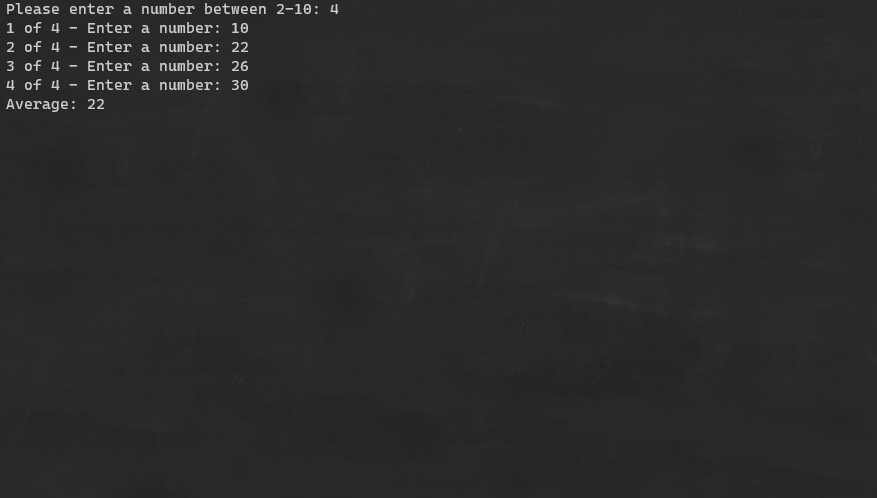 Please enter a number between 2-10: 4
1 of 4 - Enter a number: 10
2 of 4 - Enter a number: 22
3 of 4 - Enter a number: 26
4 of 4 - Enter a number: 30
Average: 22